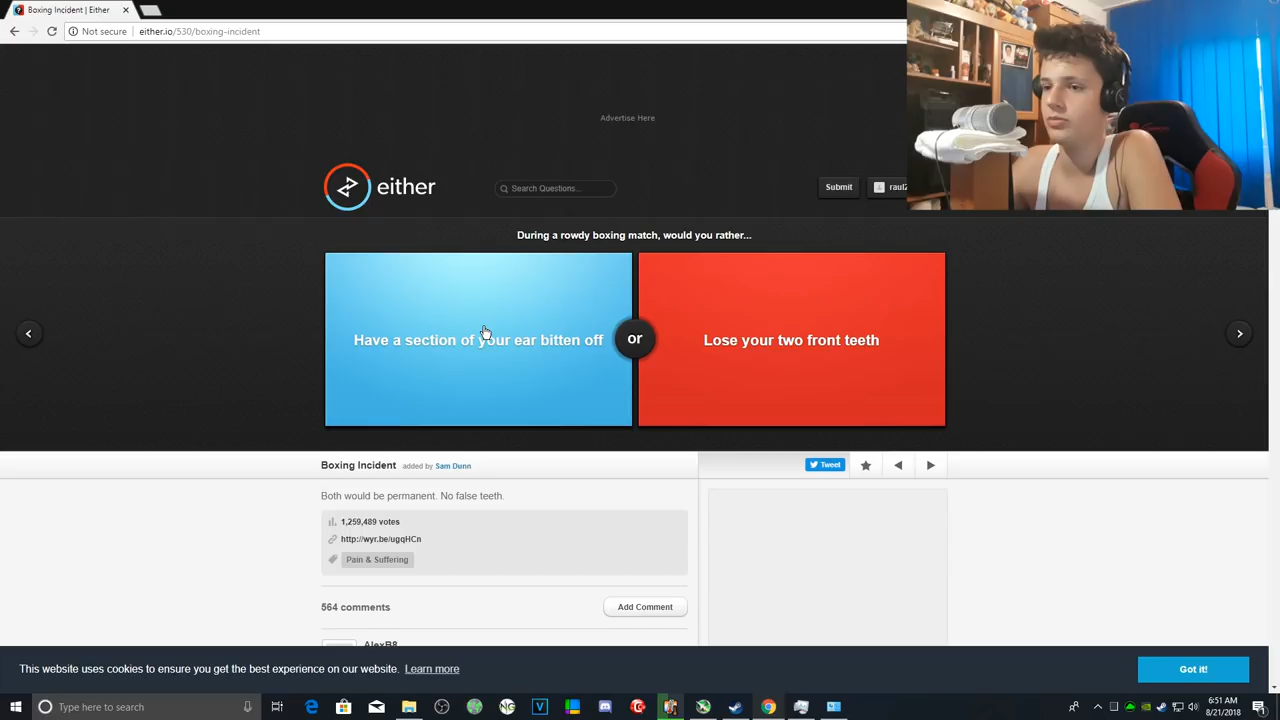 Boxing Incident | Either
Not secure | either.io/530/boxing-incident
Advertise Here
either
Search Questions...
Submit
During a rowdy boxing match, would you rather...
Have a section of your ear bitten off
or
Lose your two front teeth
Boxing Incident added by Sam Dunn
Tweet
Both would be permanent. No false teeth.
1,259,489 votes
http://wyr.be/ugqHCn
Pain & Suffering
564 comments
Add Comment
AlexB8
This website uses cookies to ensure you get the best experience on our website. Learn more
Got it!
Type here to search
6:51 AM
8/21/2018